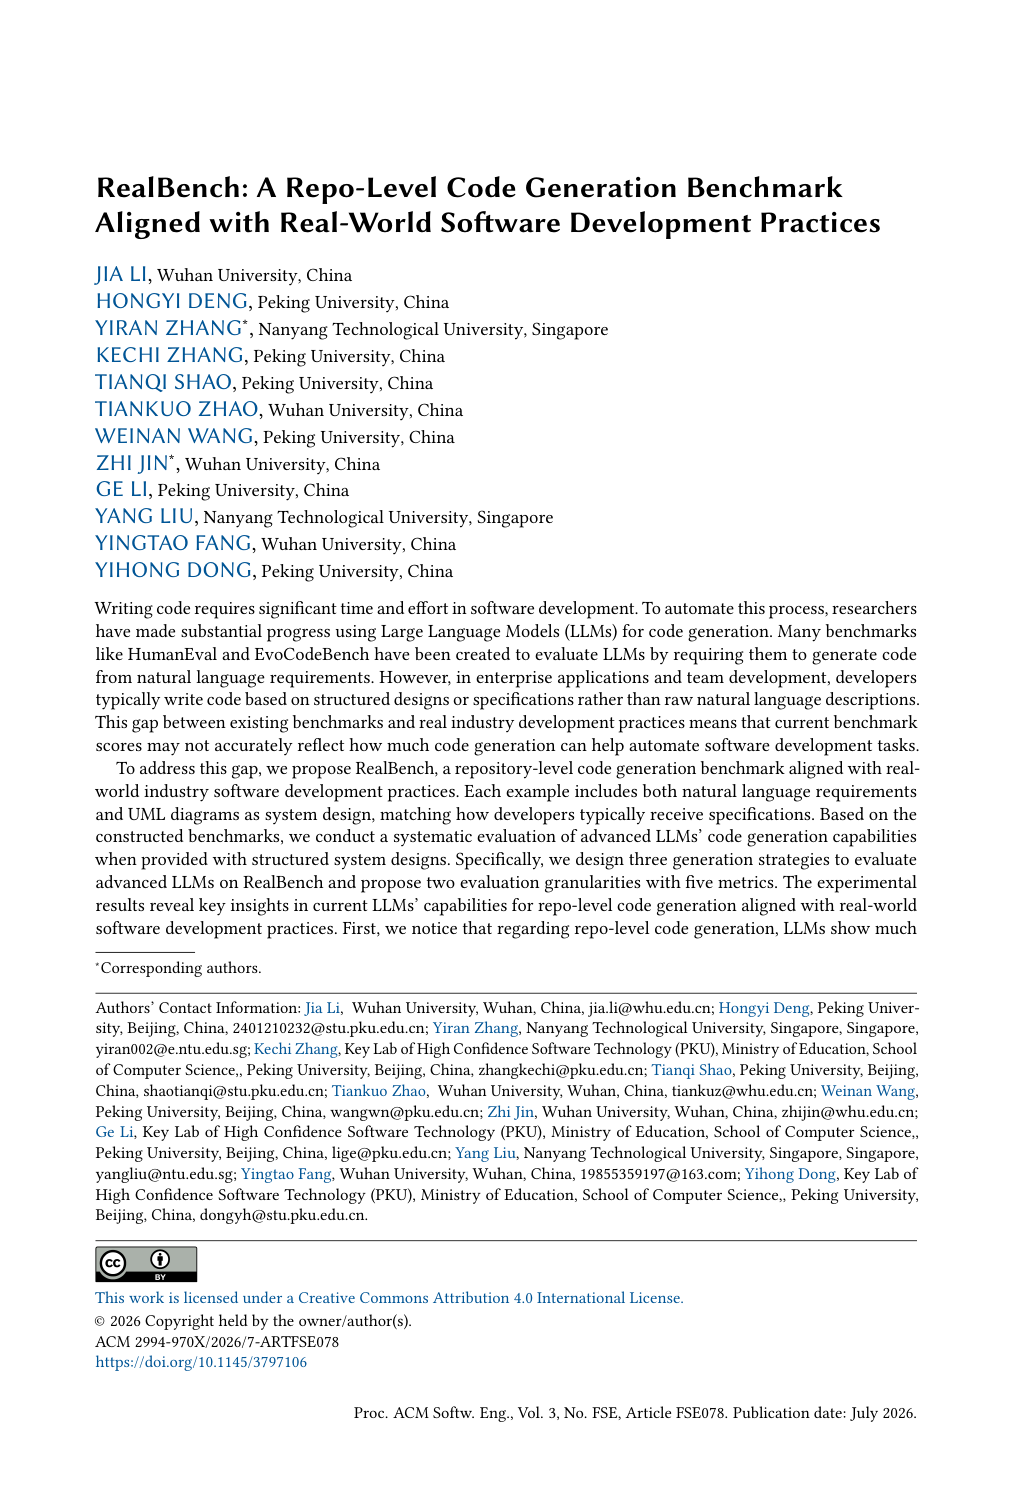 RealBench: A Repo-Level Code Generation Benchmark
Aligned with Real-World Software Development Practices
JIA LI, Wuhan University, China
HONGYI DENG, Peking University, China
YIRAN ZHANG*, Nanyang Technological University, Singapore
KECHI ZHANG, Peking University, China
TIANQI SHAO, Peking University, China
TIANKUO ZHAO, Wuhan University, China
WEINAN WANG, Peking University, China
ZHI JIN*, Wuhan University, China
GE LI, Peking University, China
YANG LIU, Nanyang Technological University, Singapore
YINGTAO FANG, Wuhan University, China
YIHONG DONG, Peking University, China
Writing code requires significant time and effort in software development. To automate this process, researchers
have made substantial progress using Large Language Models (LLMs) for code generation. Many benchmarks
like HumanEval and EvoCodeBench have been created to evaluate LLMs by requiring them to generate code
from natural language requirements. However, in enterprise applications and team development, developers
typically write code based on structured designs or specifications rather than raw natural language descriptions.
This gap between existing benchmarks and real industry development practices means that current benchmark
scores may not accurately reflect how much code generation can help automate software development tasks.
To address this gap, we propose RealBench, a repository-level code generation benchmark aligned with real-
world industry software development practices. Each example includes both natural language requirements
and UML diagrams as system design, matching how developers typically receive specifications. Based on the
constructed benchmarks, we conduct a systematic evaluation of advanced LLMs' code generation capabilities
when provided with structured system designs. Specifically, we design three generation strategies to evaluate
advanced LLMs on RealBench and propose two evaluation granularities with five metrics. The experimental
results reveal key insights in current LLMs' capabilities for repo-level code generation aligned with real-world
software development practices. First, we notice that regarding repo-level code generation, LLMs show much
*Corresponding authors.
Authors' Contact Information: Jia Li, Wuhan University, Wuhan, China, jia.li@whu.edu.cn; Hongyi Deng, Peking Univer-
sity, Beijing, China, 2401210232@stu.pku.edu.cn; Yiran Zhang, Nanyang Technological University, Singapore, Singapore,
yiran002@e.ntu.edu.sg; Kechi Zhang, Key Lab of High Confidence Software Technology (PKU), Ministry of Education, School
of Computer Science,, Peking University, Beijing, China, zhangkechi@pku.edu.cn; Tianqi Shao, Peking University, Beijing,
China, shaotianqi@stu.pku.edu.cn; Tiankuo Zhao, Wuhan University, Wuhan, China, tiankuz@whu.edu.cn; Weinan Wang,
Peking University, Beijing, China, wangwn@pku.edu.cn; Zhi Jin, Wuhan University, Wuhan, China, zhijin@whu.edu.cn;
Ge Li, Key Lab of High Confidence Software Technology (PKU), Ministry of Education, School of Computer Science,,
Peking University, Beijing, China, lige@pku.edu.cn; Yang Liu, Nanyang Technological University, Singapore, Singapore,
yangliu@ntu.edu.sg; Yingtao Fang, Wuhan University, Wuhan, China, 19855359197@163.com; Yihong Dong, Key Lab of
High Confidence Software Technology (PKU), Ministry of Education, School of Computer Science,, Peking University,
Beijing, China, dongyh@stu.pku.edu.cn.
cc BY
This work is licensed under a Creative Commons Attribution 4.0 International License.
© 2026 Copyright held by the owner/author(s).
ACM 2994-970X/2026/7-ARTFSE078
https://doi.org/10.1145/3797106
Proc. ACM Softw. Eng., Vol. 3, No. FSE, Article FSE078. Publication date: July 2026.